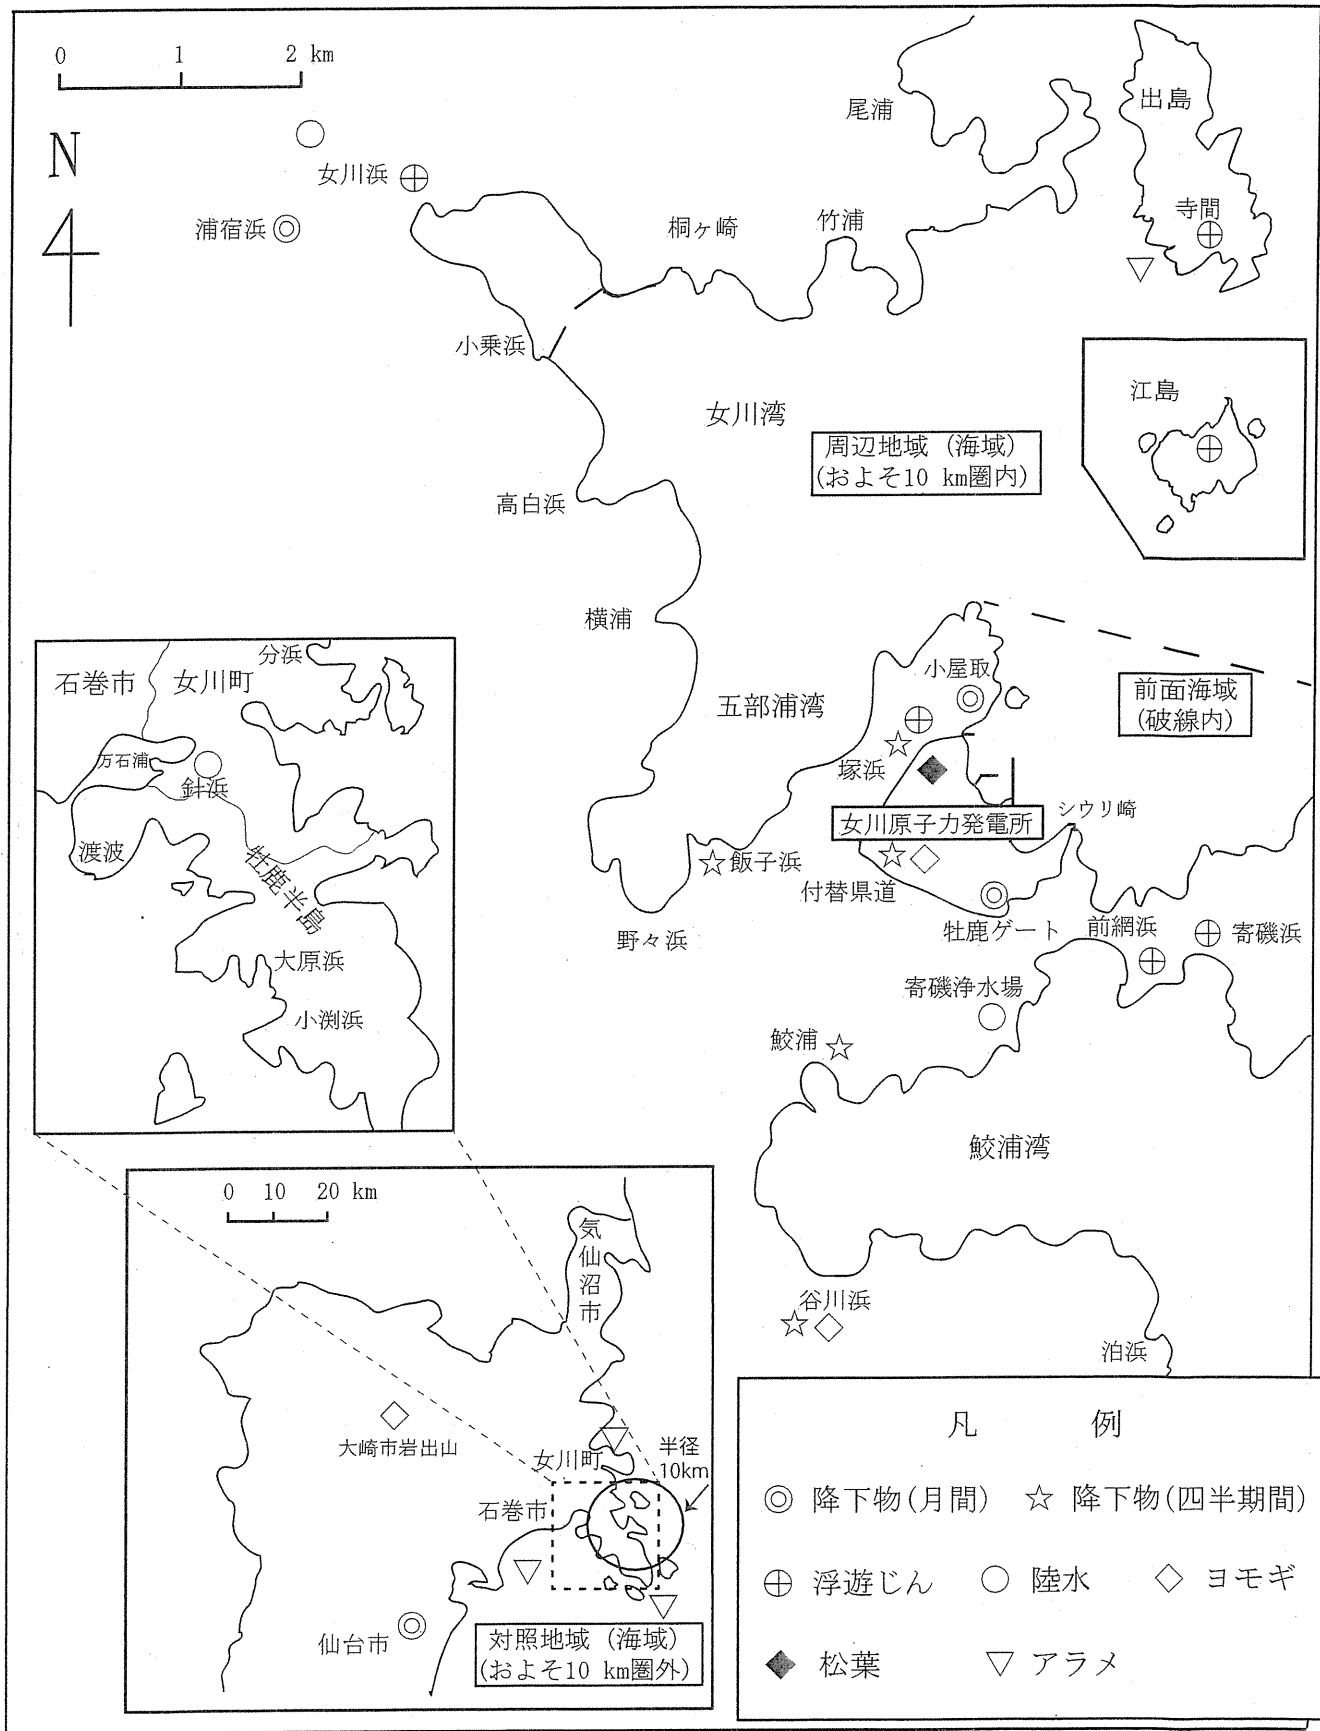 0 1 2 km
N
尾浦
出島
女川浜
浦宿浜
桐ヶ崎
竹浦
寺間
小乗浜
女川湾
江島
周辺地域(海域)
(およそ10 km圏内)
高白浜
横浦
小屋取
五部浦湾
前面海域
(破線内)
塚浜
シウリ崎
女川原子力発電所
飯子浜
付替県道
牡鹿ゲート
前網浜
寄磯浜
野々浜
寄磯浄水場
鮫浦
鮫浦湾
谷川浜
泊浜
分浜
石巻市
女川町
万石浦
針浜
渡波
牡鹿半島
大原浜
小渕浜
0 10 20 km
気仙沼市
大崎市岩出山
女川町
半径
10km
石巻市
仙台市
対照地域(海域)
(およそ10 km圏外)
凡 例
◎ 降下物(月間) ☆ 降下物(四半期間)
⊕ 浮遊じん ○ 陸水 ◇ ヨモギ
◆ 松葉 ▽ アラメ